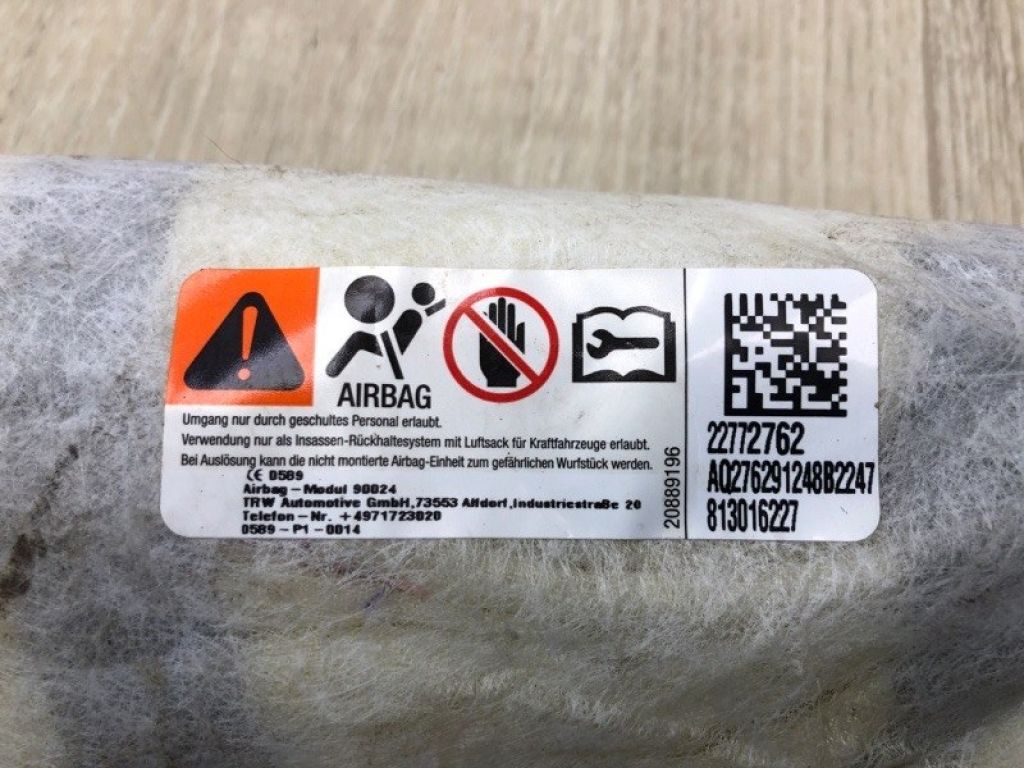 AIRBAG
Umgang nur durch geschultes Personal erlaubt.
Verwendung nur als Insassen-Rückhaltesystem mit Luftsack für Kraftfahrzeuge erlaubt.
Bei Auslösung kann die nicht montierte Airbag-Einheit zum gefährlichen Wurfstück werden.
CE 0589
Airbag-Modul 90024
TRW Automotive GmbH,73553 Alfdorf,Industriestraße 20
Telefon-Nr. +4971723020
0589-P1-0014
20889196
22772762
AQ276291248B2247
813016227